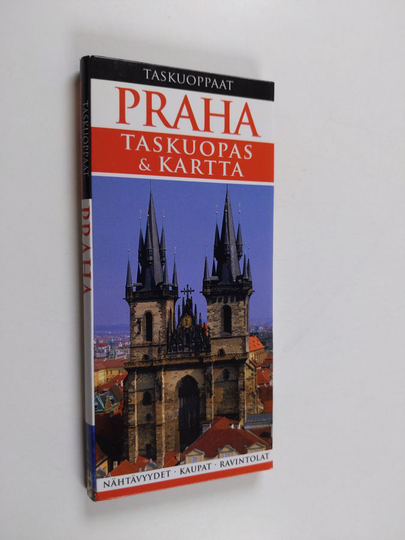 TASKUOPPAAT
PRAHA
TASKUOPAS
& KARTTA
NÄHTÄVYYDET · KAUPAT · RAVINTOLAT
TASKUOPPAAT
PRAHA